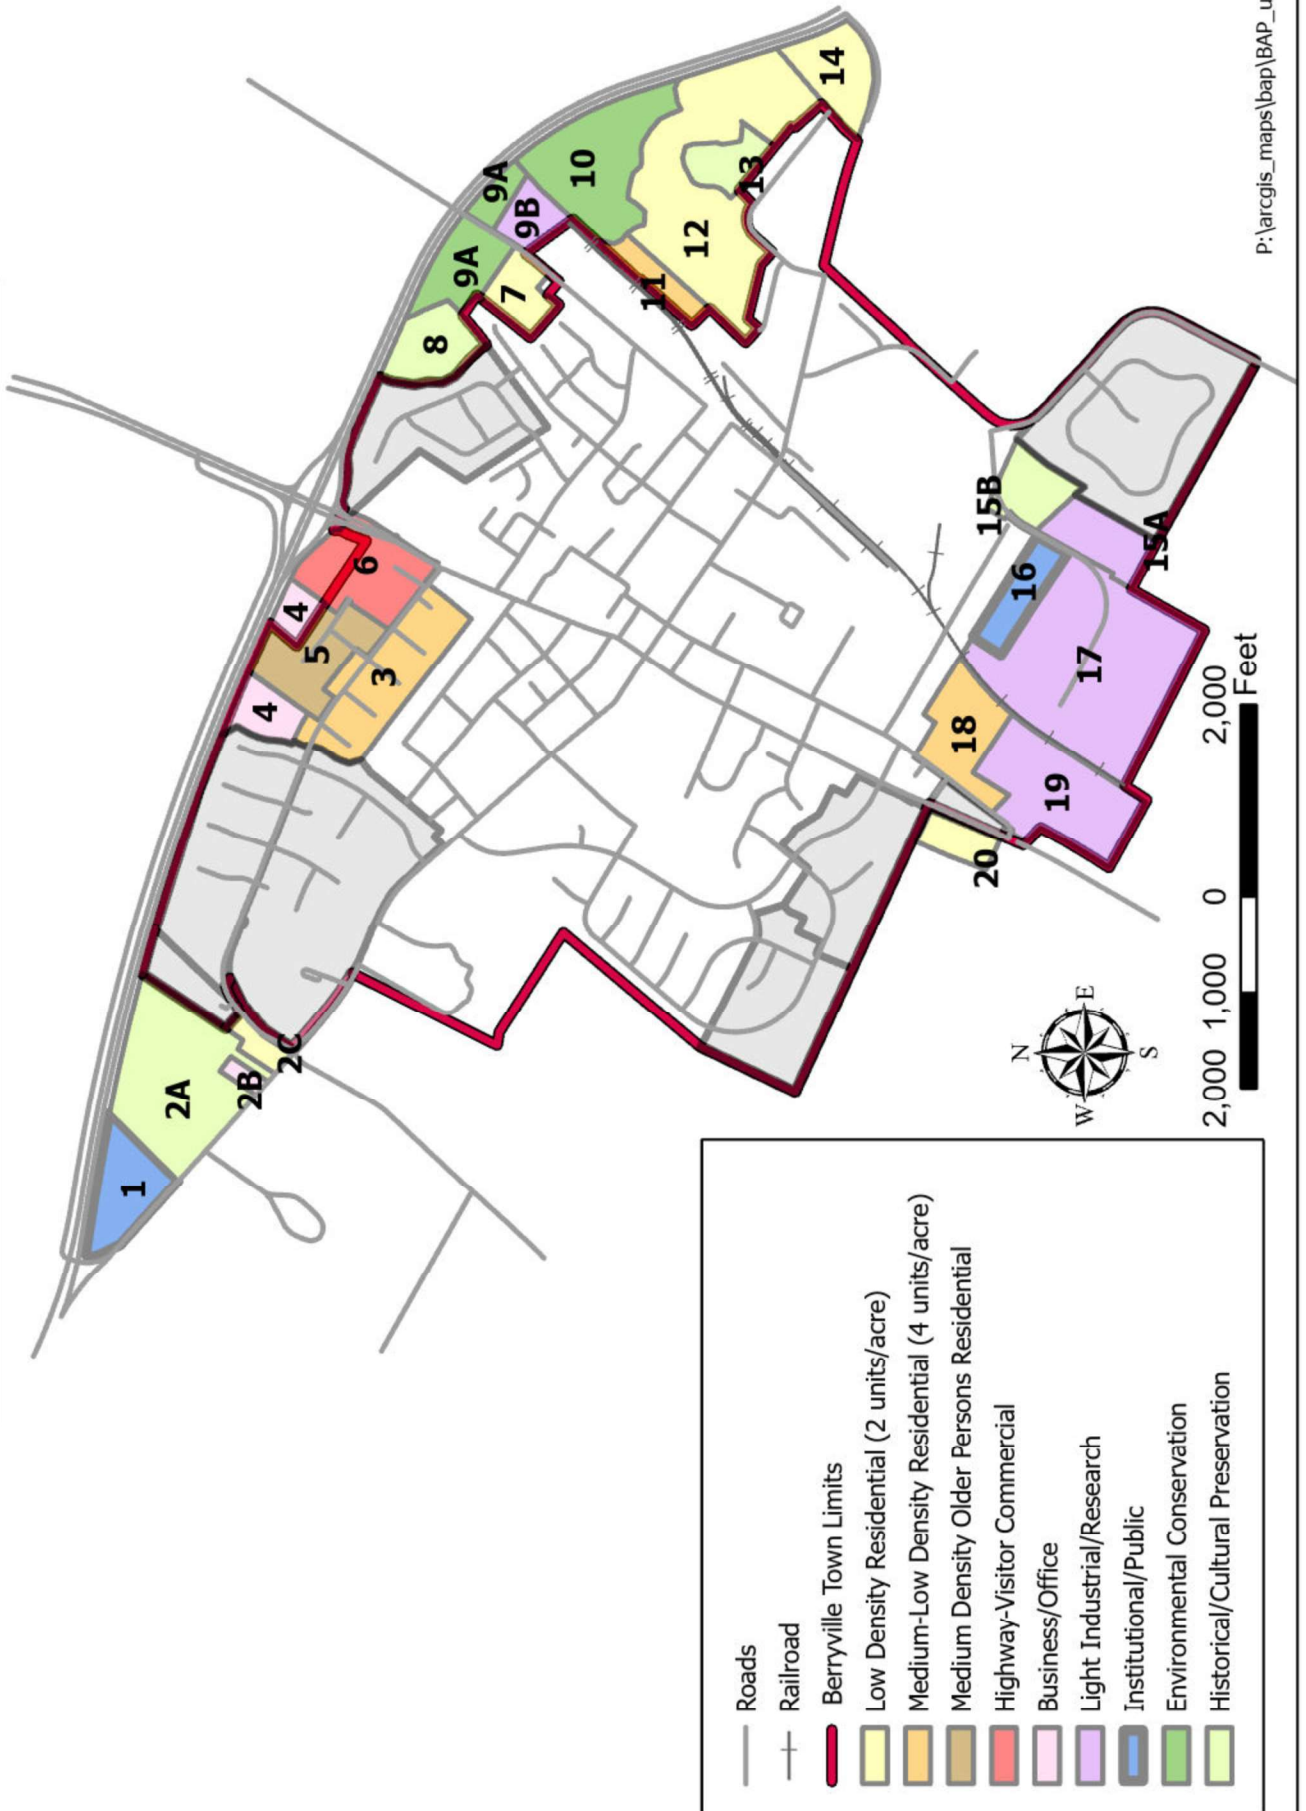 1
2A
2B
2C
3
4
4
5
6
7
8
9A
9A
9B
10
11
12
13
14
15A
15B
16
17
18
19
20
N
W E
S
2,000 1,000 0 2,000
Feet
Roads
Railroad
Berryville Town Limits
Low Density Residential (2 units/acre)
Medium-Low Density Residential (4 units/acre)
Medium Density Older Persons Residential
Highway-Visitor Commercial
Business/Office
Light Industrial/Research
Institutional/Public
Environmental Conservation
Historical/Cultural Preservation
P:\arcgis_maps\bap\BAP_u